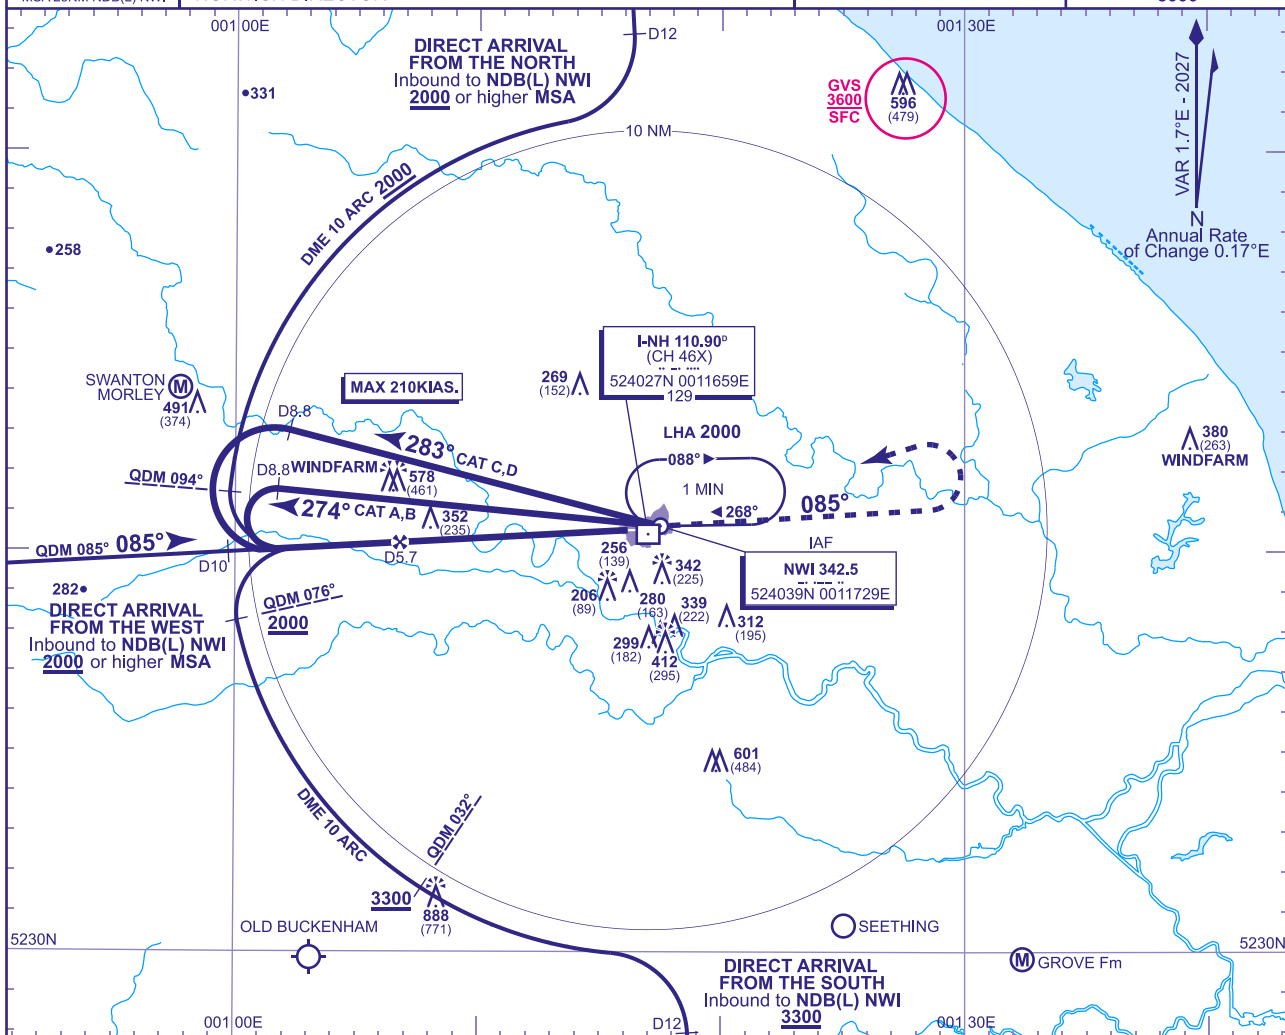 001 00E
D12
001 30E
DIRECT ARRIVAL
FROM THE NORTH
Inbound to NDB(L) NWI
2000 or higher MSA
GVS
3600
SFC
596
(479)
VAR 1.7°E - 2027
N
Annual Rate
of Change 0.17°E
331
10 NM
DME 10 ARC 2000
258
I-NH 110.90ᴰ
(CH 46X)
524027N 0011659E
129
SWANTON
MORLEY
M
491
(374)
MAX 210KIAS.
269
(152)
D8.8
LHA 2000
380
(263)
WINDFARM
283° CAT C,D
088°
QDM 094°
D8.8
WINDFARM
578
(461)
1 MIN
274° CAT A,B
352
(235)
268°
085°
QDM 085° 085°
D5.7
D10
IAF
NWI 342.5
524039N 0011729E
256
(139)
342
(225)
206
(89)
280
(163)
339
(222)
312
(195)
299
(182)
412
(295)
282
QDM 076°
2000
DIRECT ARRIVAL
FROM THE WEST
Inbound to NDB(L) NWI
2000 or higher MSA
601
(484)
DME 10 ARC
QDM 032°
3300
888
(771)
OLD BUCKENHAM
SEETHING
5230N
5230N
M
GROVE Fm
DIRECT ARRIVAL
FROM THE SOUTH
Inbound to NDB(L) NWI
3300
001 00E
D12
001 30E